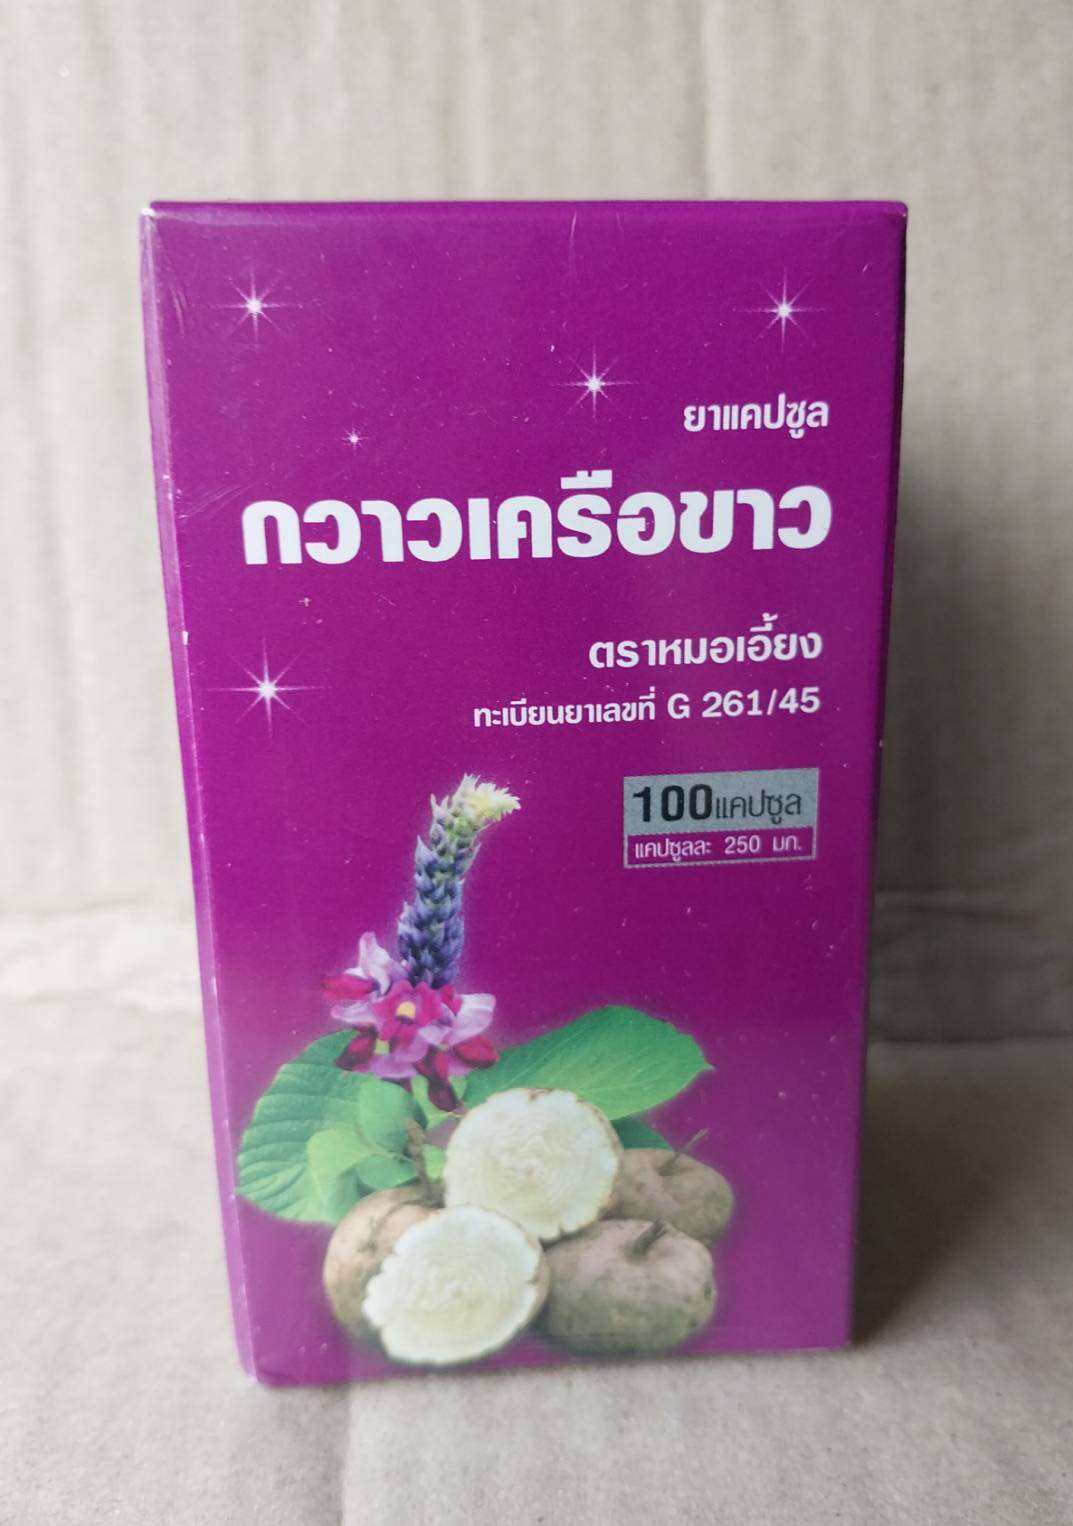 ยาแคปซูล
กวาวเครือขาว
ตราหมอเอี้ยง
ทะเบียนยาเลขที่ G 261/45
100แคปซูล
แคปซูลละ 250 มก.